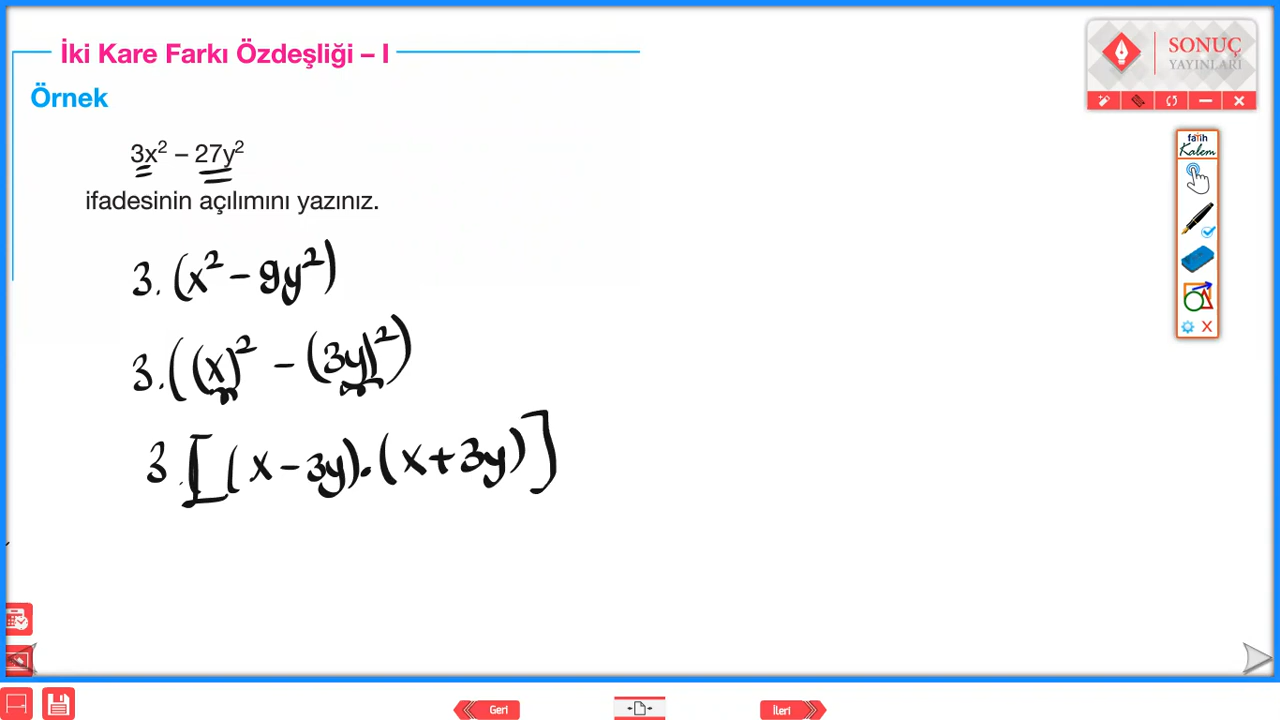 İki Kare Farkı Özdeşliği – I
SONUÇ
YAYINLARI
Örnek
3x² – 27y²
ifadesinin açılımını yazınız.
fatih
Kalem
3. (x² – 9y²)
3. ((x)² – (3y)²)
3. [(x – 3y).(x + 3y)]
Geri
İleri